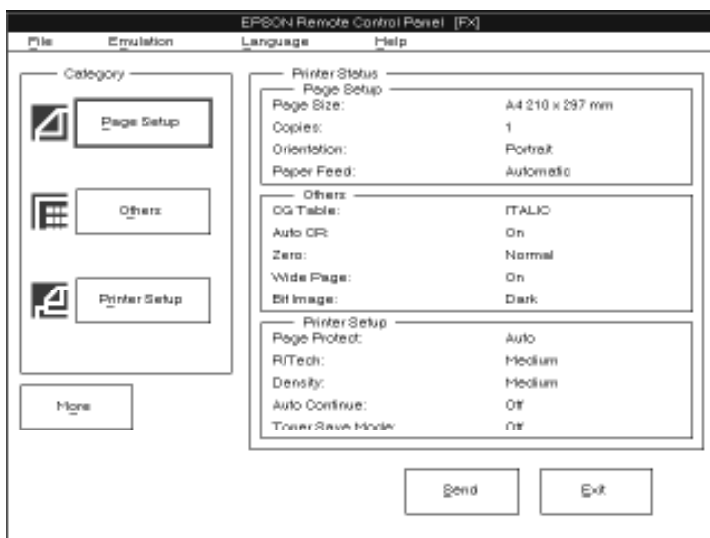 EPSON Remote Control Panel [FX]
File Emulation Language Help
Category
Page Setup
Others
Printer Setup
More
Printer Status
Page Setup
Page Size: A4 210 x 297 mm
Copies: 1
Orientation: Portrait
Paper Feed: Automatic
Others
CG Table: ITALIC
Auto CR: On
Zero: Normal
Wide Page: On
Bit Image: Dark
Printer Setup
Page Protect: Auto
RITech: Medium
Density: Medium
Auto Continue: Off
Toner Save Mode: Off
Send Exit